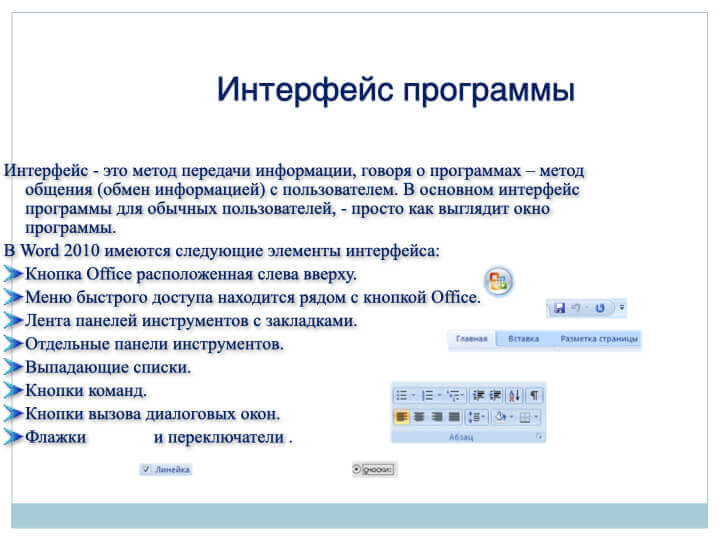 Интерфейс программы
Интерфейс - это метод передачи информации, говоря о программах – метод
общения (обмен информацией) с пользователем. В основном интерфейс
программы для обычных пользователей, - просто как выглядит окно
программы.
В Word 2010 имеются следующие элементы интерфейса:
Кнопка Office расположенная слева вверху.
Меню быстрого доступа находится рядом с кнопкой Office.
Лента панелей инструментов с закладками.
Главная Вставка Разметка страницы
Отдельные панели инструментов.
Выпадающие списки.
Кнопки команд.
Кнопки вызова диалоговых окон.
Флажки и переключатели .
Абзац
Линейка
сноски: